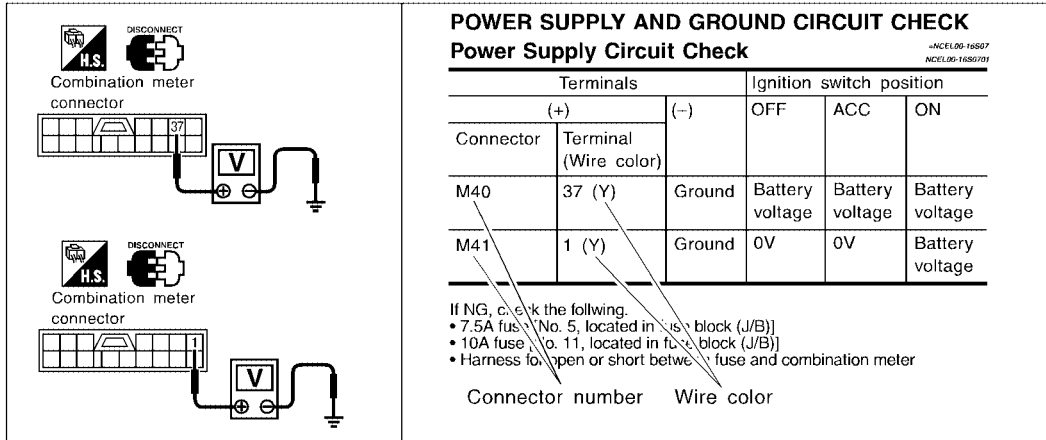 DISCONNECT
H.S.
Combination meter
connector
37
V
DISCONNECT
H.S.
Combination meter
connector
1
V
POWER SUPPLY AND GROUND CIRCUIT CHECK
Power Supply Circuit Check
=NCEL00-16S07
NCEL00-16S0701
Terminals Ignition switch position
(+) (–) OFF ACC ON
Connector Terminal
(Wire color)
M40 37 (Y) Ground Battery Battery Battery
voltage voltage voltage
M41 1 (Y) Ground 0V 0V Battery
voltage
If NG, check the follwing.
• 7.5A fuse [No. 5, located in fuse block (J/B)]
• 10A fuse [No. 11, located in fuse block (J/B)]
• Harness for open or short between fuse and combination meter
Connector number Wire color